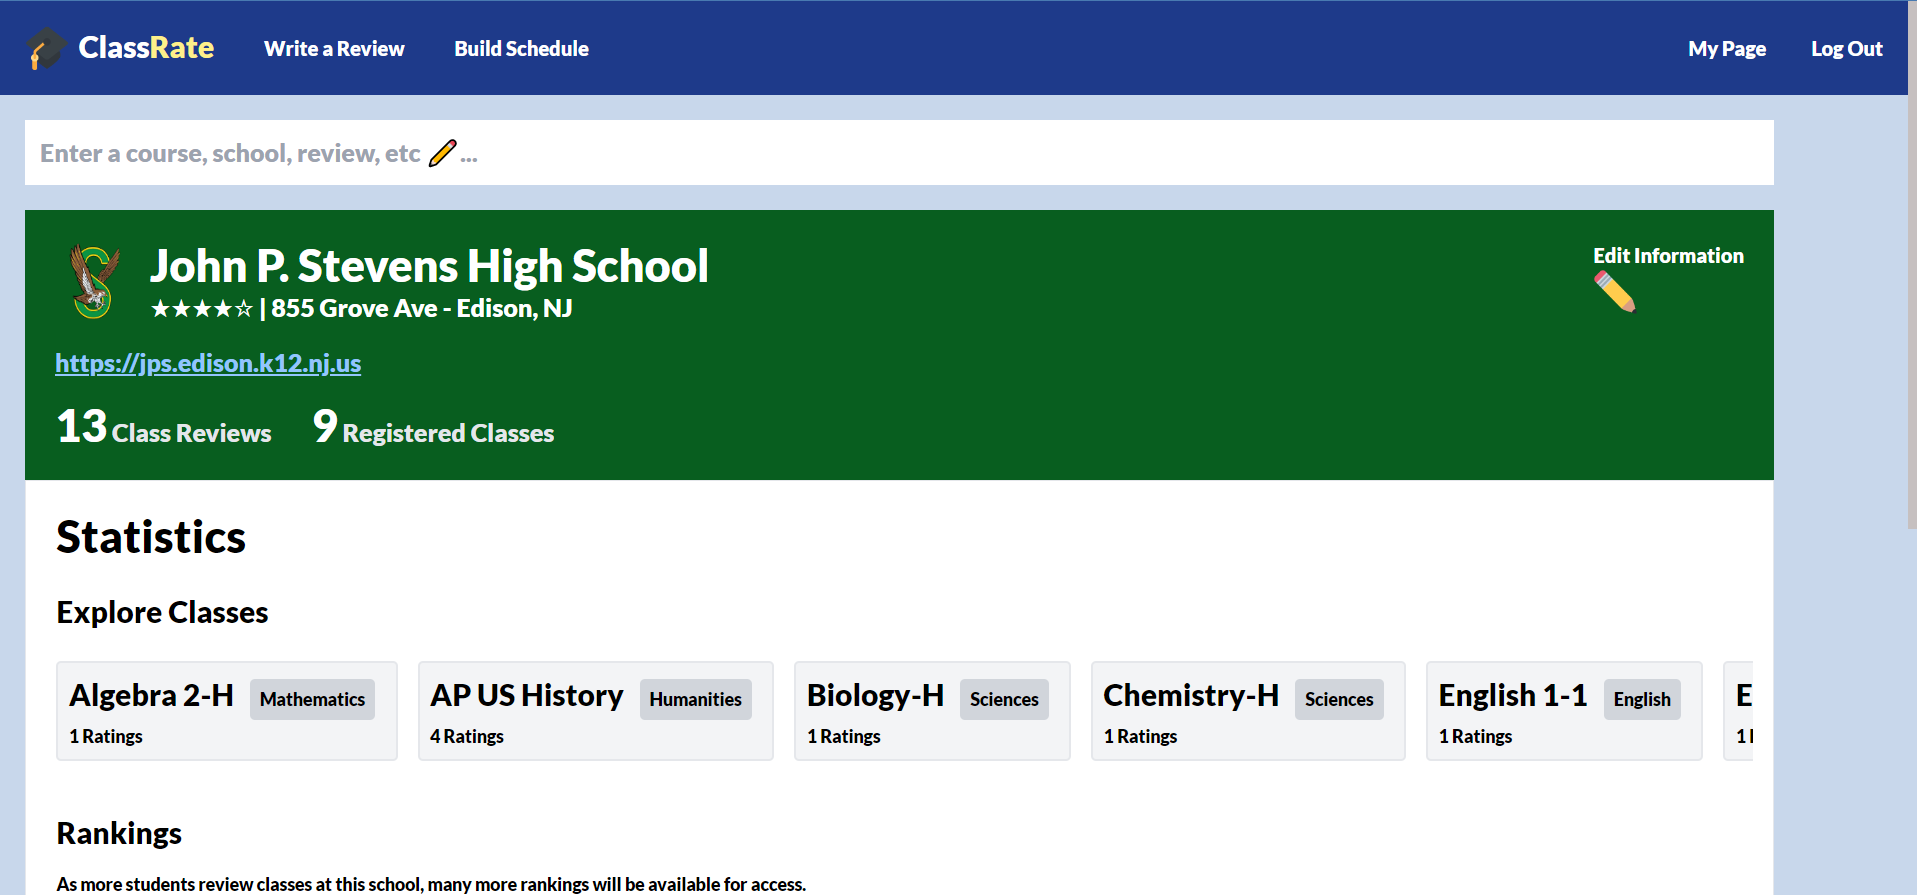 ClassRate Write a Review Build Schedule My Page Log Out
Enter a course, school, review, etc ✏️ ...
John P. Stevens High School
Edit Information
★★★★☆ | 855 Grove Ave - Edison, NJ
https://jps.edison.k12.nj.us
13 Class Reviews 9 Registered Classes
Statistics
Explore Classes
Algebra 2-H Mathematics
1 Ratings
AP US History Humanities
4 Ratings
Biology-H Sciences
1 Ratings
Chemistry-H Sciences
1 Ratings
English 1-1 English
1 Ratings
E
1
Rankings
As more students review classes at this school, many more rankings will be available for access.